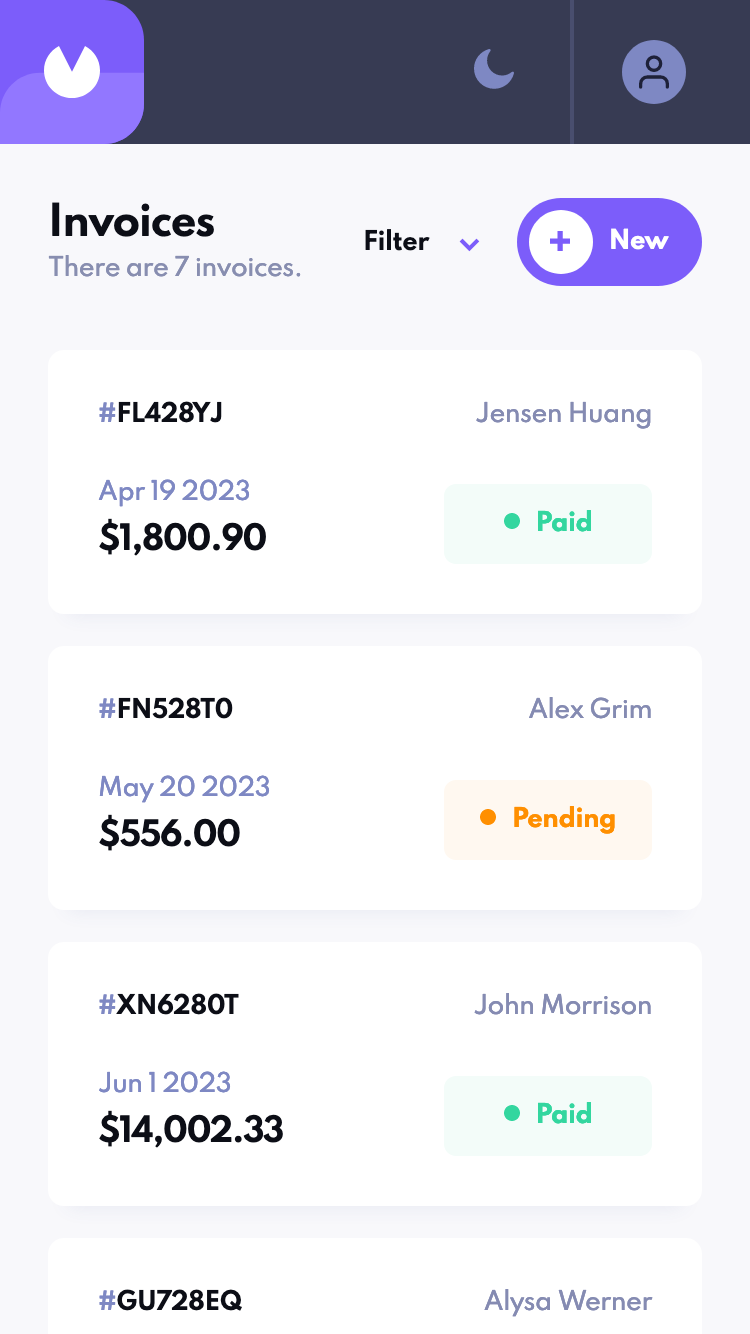 Invoices
There are 7 invoices.
Filter
New
#FL428YJ
Jensen Huang
Apr 19 2023
$1,800.90
Paid
#FN528T0
Alex Grim
May 20 2023
$556.00
Pending
#XN6280T
John Morrison
Jun 1 2023
$14,002.33
Paid
#GU728EQ
Alysa Werner